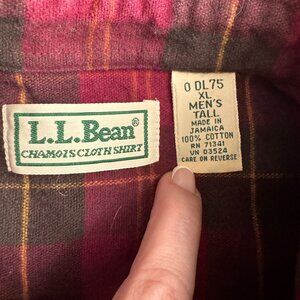 L.L.Bean®
CHAMOIS CLOTH SHIRT
0 DL75
XL
MEN'S
TALL
MADE IN
JAMAICA
100% COTTON
RN 71341
VN 03524
CARE ON REVERSE